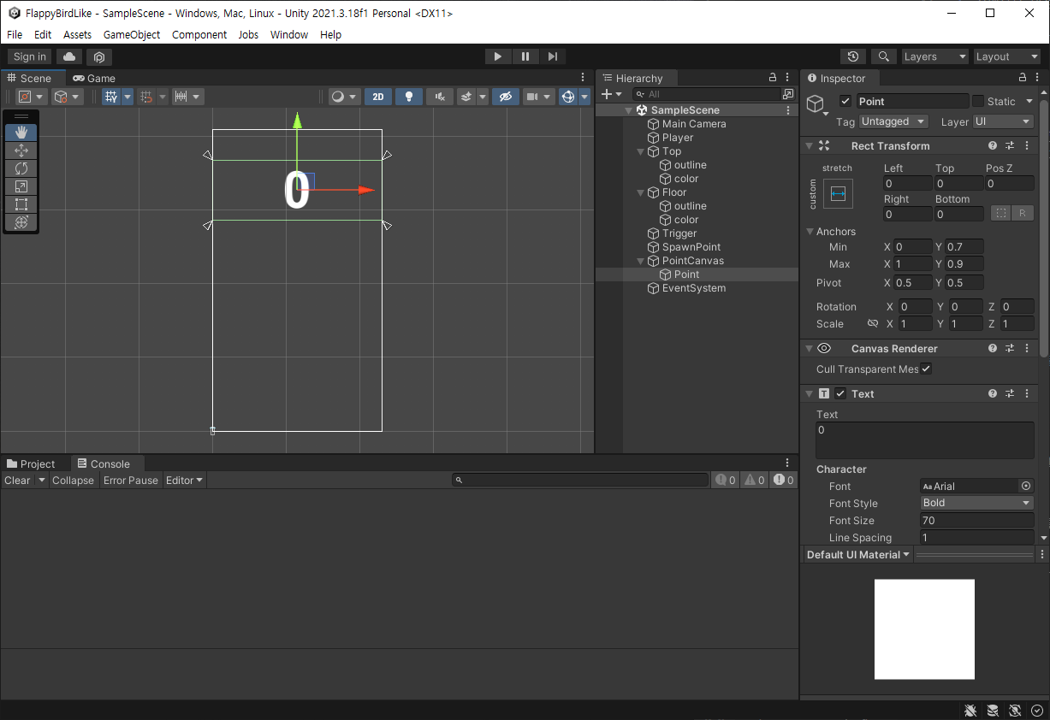 FlappyBirdLike - SampleScene - Windows, Mac, Linux - Unity 2021.3.18f1 Personal <DX11>
File Edit Assets GameObject Component Jobs Window Help
Sign in Layers Layout
Scene Game
2D
0
Hierarchy
All
SampleScene
Main Camera
Player
Top
outline
color
Floor
outline
color
Trigger
SpawnPoint
PointCanvas
Point
EventSystem
Project Console
Clear Collapse Error Pause Editor 0 0 0
Inspector
Point Static
Tag Untagged Layer UI
Rect Transform
stretch Left Top Pos Z
custom 0 0 0
Right Bottom
0 0 R
Anchors
Min X 0 Y 0.7
Max X 1 Y 0.9
Pivot X 0.5 Y 0.5
Rotation X 0 Y 0 Z 0
Scale X 1 Y 1 Z 1
Canvas Renderer
Cull Transparent Mes
T Text
Text
0
Character
Font Aa Arial
Font Style Bold
Font Size 70
Line Spacing 1
Default UI Material